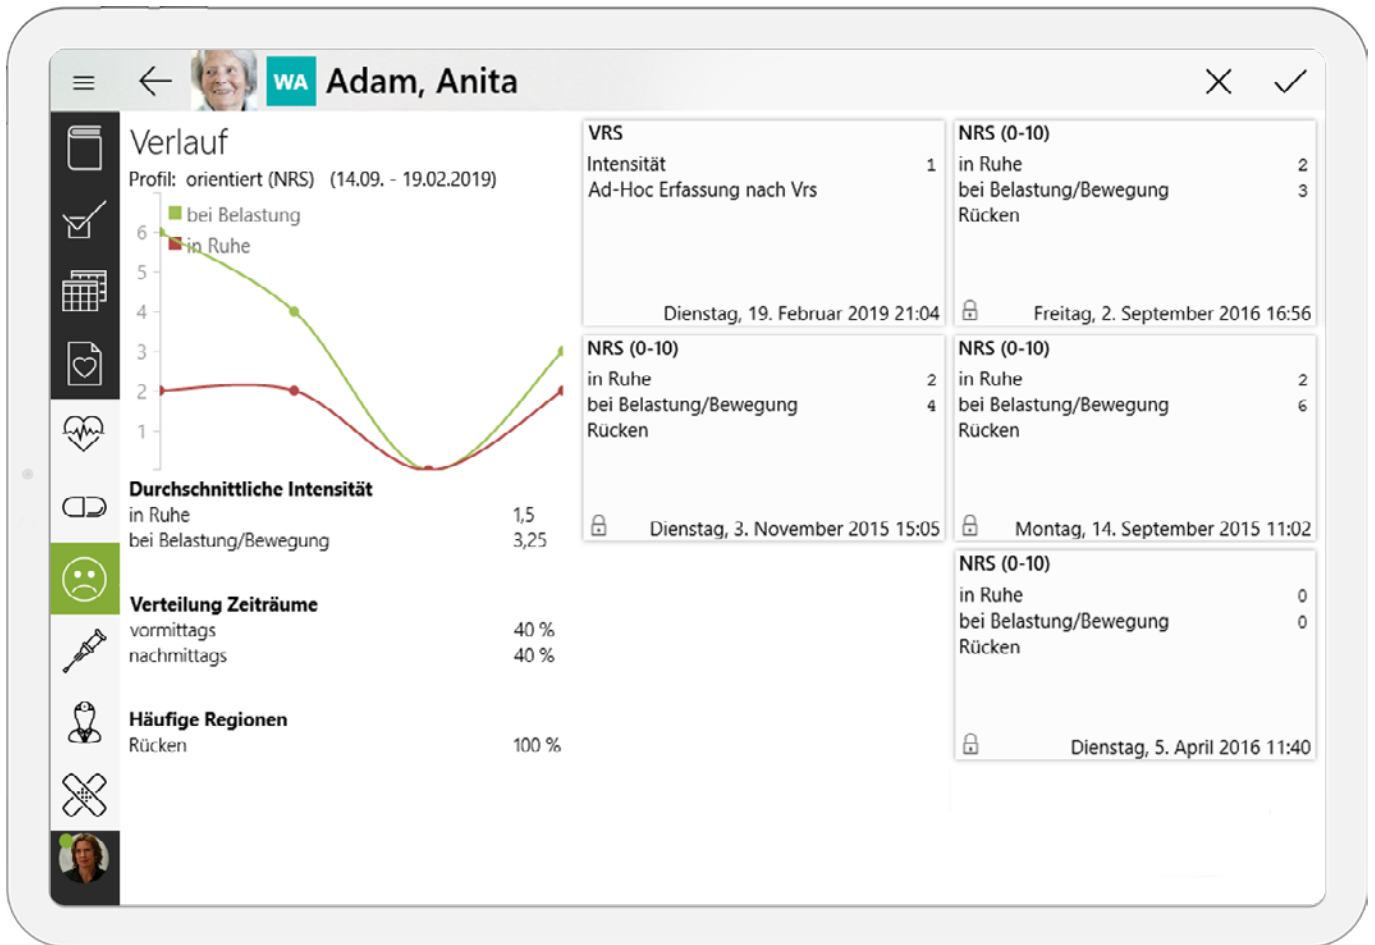 WA Adam, Anita
Verlauf
Profil: orientiert (NRS) (14.09. - 19.02.2019)
bei Belastung
in Ruhe
6
5
4
3
2
1
Durchschnittliche Intensität
in Ruhe 1,5
bei Belastung/Bewegung 3,25
Verteilung Zeiträume
vormittags 40 %
nachmittags 40 %
Häufige Regionen
Rücken 100 %
VRS
Intensität 1
Ad-Hoc Erfassung nach Vrs
Dienstag, 19. Februar 2019 21:04
NRS (0-10)
in Ruhe 2
bei Belastung/Bewegung 3
Rücken
Freitag, 2. September 2016 16:56
NRS (0-10)
in Ruhe 2
bei Belastung/Bewegung 4
Rücken
Dienstag, 3. November 2015 15:05
NRS (0-10)
in Ruhe 2
bei Belastung/Bewegung 6
Rücken
Montag, 14. September 2015 11:02
NRS (0-10)
in Ruhe 0
bei Belastung/Bewegung 0
Rücken
Dienstag, 5. April 2016 11:40